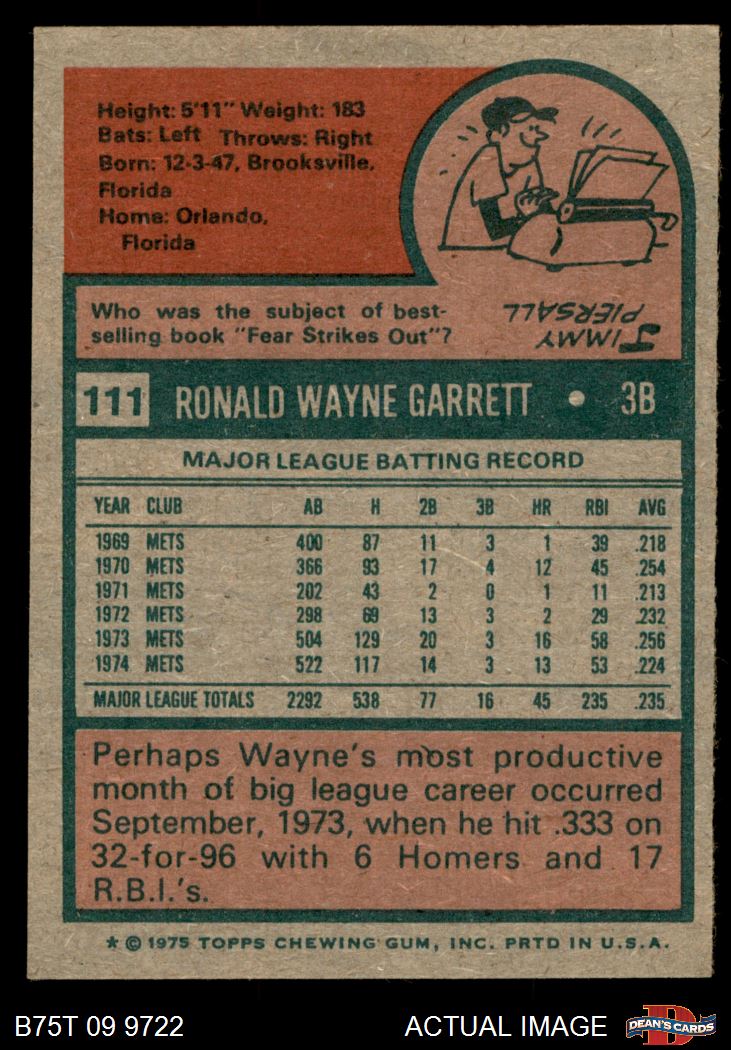 Height: 5'11" Weight: 183
Bats: Left Throws: Right
Born: 12-3-47, Brooksville,
Florida
Home: Orlando,
Florida
Who was the subject of best-
selling book "Fear Strikes Out"?
JIMMY
PIERSALL
111 RONALD WAYNE GARRETT • 3B
MAJOR LEAGUE BATTING RECORD
YEAR CLUB AB H 2B 3B HR RBI AVG
1969 METS 400 87 11 3 1 39 .218
1970 METS 366 93 17 4 12 45 .254
1971 METS 202 43 2 0 1 11 .213
1972 METS 298 69 13 3 2 29 .232
1973 METS 504 129 20 3 16 58 .256
1974 METS 522 117 14 3 13 53 .224
MAJOR LEAGUE TOTALS 2292 538 77 16 45 235 .235
Perhaps Wayne's most productive
month of big league career occurred
September, 1973, when he hit .333 on
32-for-96 with 6 Homers and 17
R.B.I.'s.
* © 1975 TOPPS CHEWING GUM, INC. PRTD IN U.S.A.
B75T 09 9722 ACTUAL IMAGE
D
DEAN'S CARDS